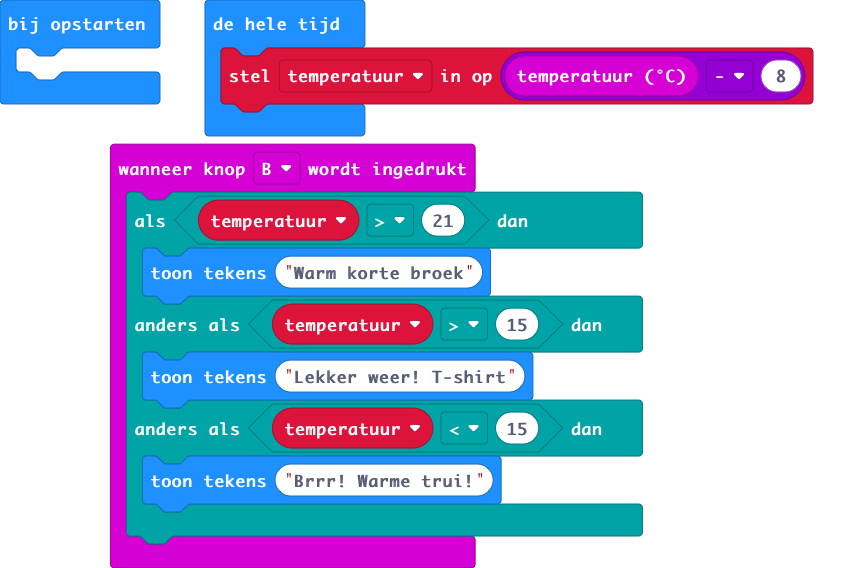 bij opstarten
de hele tijd
stel temperatuur in op temperatuur (°C) - 8
wanneer knop B wordt ingedrukt
als temperatuur > 21 dan
toon tekens "Warm korte broek"
anders als temperatuur > 15 dan
toon tekens "Lekker weer! T-shirt"
anders als temperatuur < 15 dan
toon tekens "Brrr! Warme trui!"